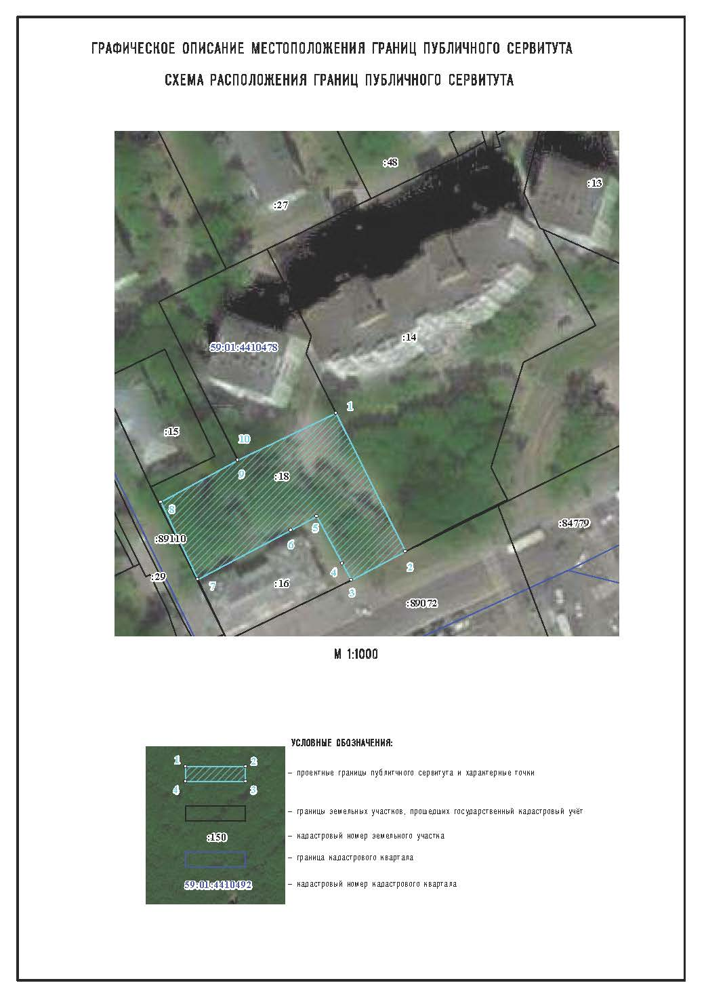 ГРАФИЧЕСКОЕ ОПИСАНИЕ МЕСТОПОЛОЖЕНИЯ ГРАНИЦ ПУБЛИЧНОГО СЕРВИТУТА
СХЕМА РАСПОЛОЖЕНИЯ ГРАНИЦ ПУБЛИЧНОГО СЕРВИТУТА
:48
:13
:27
:14
59:01:4410478
1
:15
10
9
:18
8
5
:84779
:89110
6
2
4
:29
7
:16
3
:89072
М 1:1000
УСЛОВНЫЕ ОБОЗНАЧЕНИЯ:
1 2
4 3
– проектные границы публитчного сервитута и характерные точки
– границы земельных участков, прошедших государственный кадастровый учёт
:150 – кадастровый номер земельного участка
– граница кадастрового квартала
59:01:4410492 – кадастровый номер кадастрового квартала